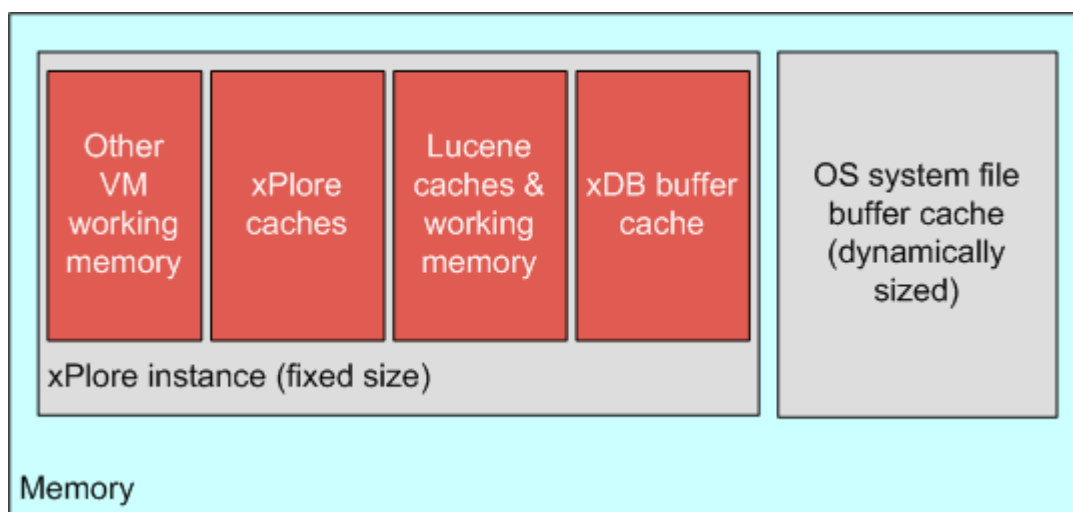 Other
VM
working
memory
xPlore
caches
Lucene
caches &
working
memory
xDB buffer
cache
OS system file
buffer cache
(dynamically
sized)
xPlore instance (fixed size)
Memory